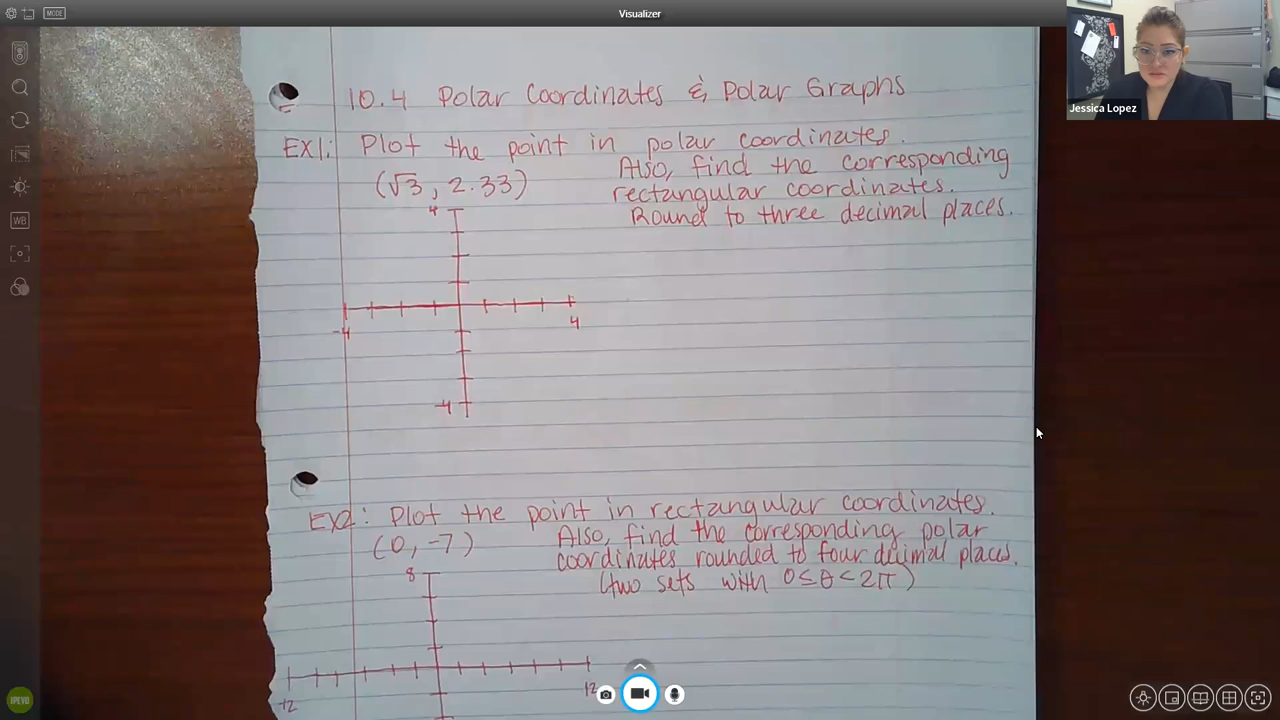 MODE
Visualizer
Jessica Lopez
10.4 Polar Coordinates & Polar Graphs
EX1: Plot the point in polar coordinates.
(√3, 2.33)
Also, find the corresponding
rectangular coordinates.
Round to three decimal places.
4
-4
4
-4
EX2: Plot the point in rectangular coordinates.
(0, -7)
Also, find the corresponding polar
coordinates rounded to four decimal places.
(two sets with 0≤θ<2π)
8
-12
12
WB
IPEVO